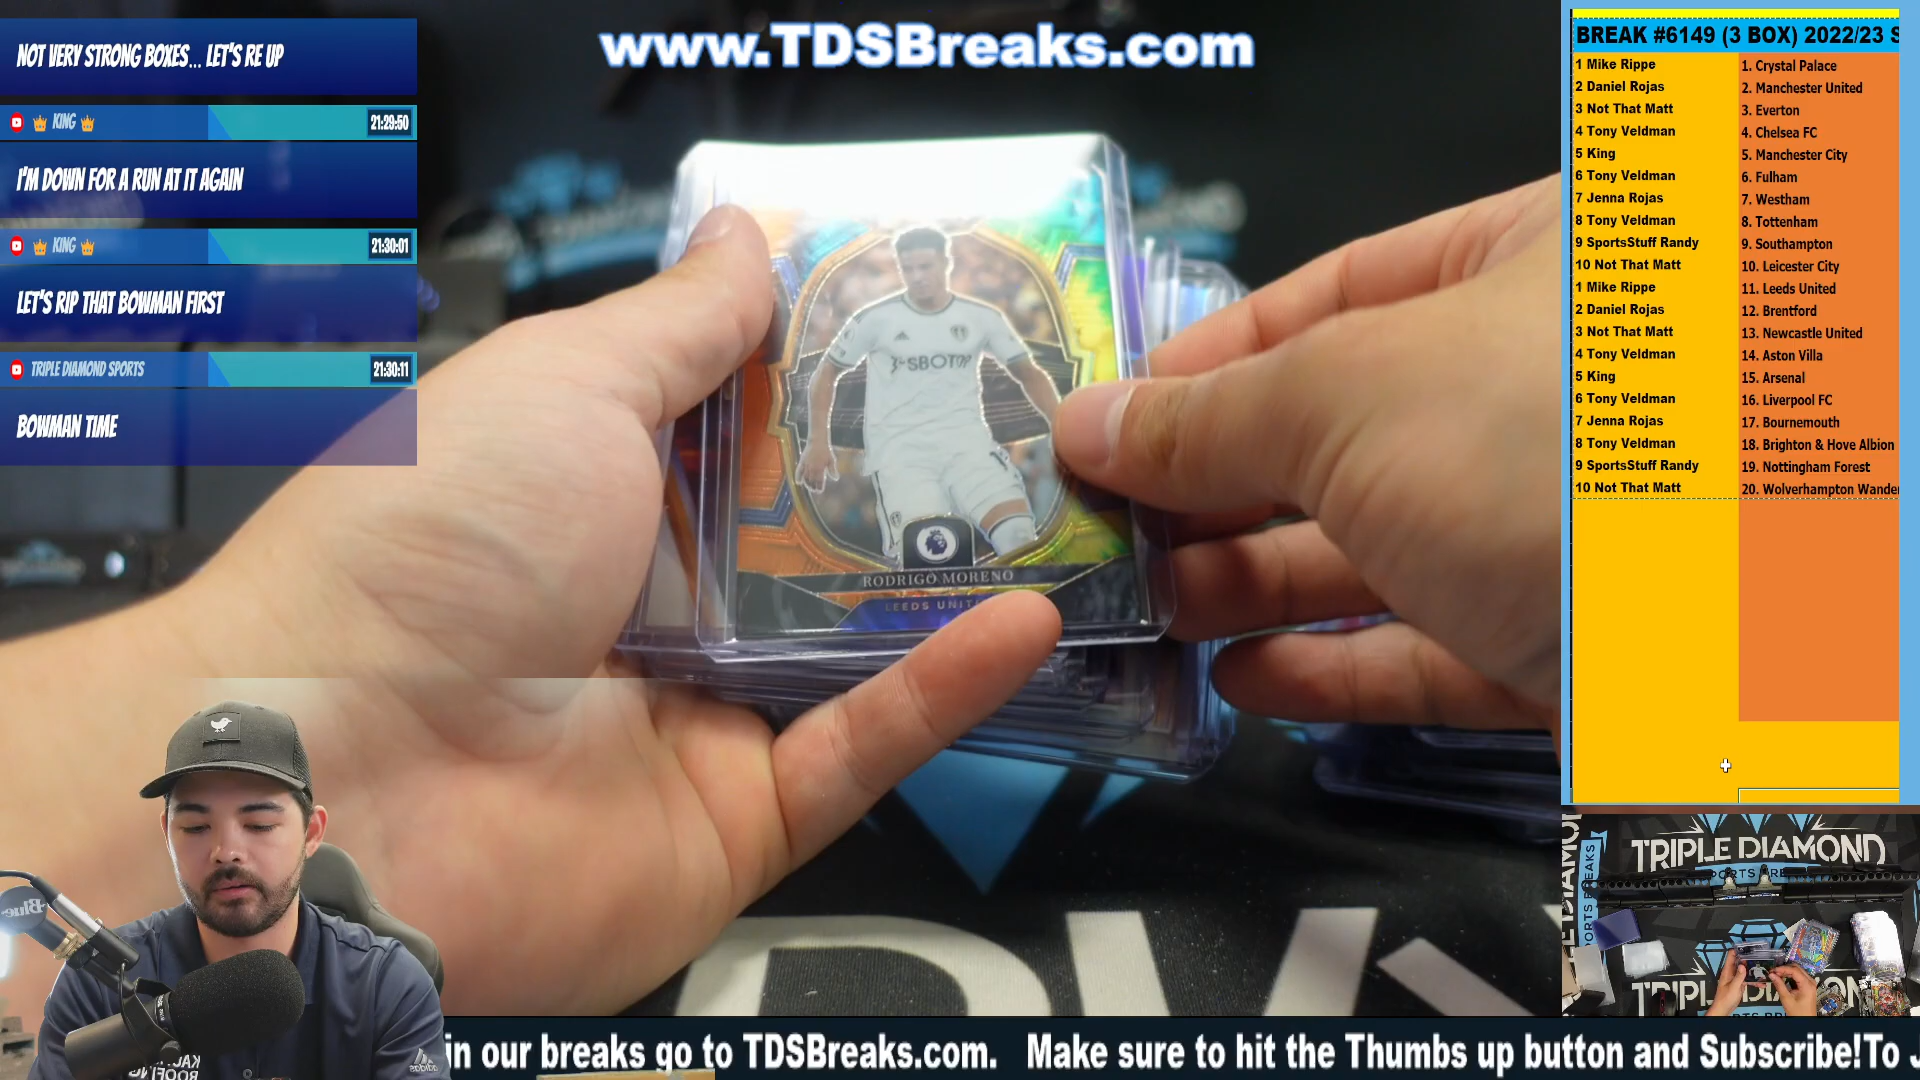 NOT VERY STRONG BOXES... LET'S RE UP
KING
21:29:50
I'M DOWN FOR A RUN AT IT AGAIN
KING
21:30:01
LET'S RIP THAT BOWMAN FIRST
TRIPLE DIAMOND SPORTS
21:30:11
BOWMAN TIME
www.TDSBreaks.com
SBOTOP
RODRIGO MORENO
LEEDS UNIT
BREAK #6149 (3 BOX) 2022/23 S
1 Mike Rippe 1. Crystal Palace
2 Daniel Rojas 2. Manchester United
3 Not That Matt 3. Everton
4 Tony Veldman 4. Chelsea FC
5 King 5. Manchester City
6 Tony Veldman 6. Fulham
7 Jenna Rojas 7. Westham
8 Tony Veldman 8. Tottenham
9 SportsStuff Randy 9. Southampton
10 Not That Matt 10. Leicester City
1 Mike Rippe 11. Leeds United
2 Daniel Rojas 12. Brentford
3 Not That Matt 13. Newcastle United
4 Tony Veldman 14. Aston Villa
5 King 15. Arsenal
6 Tony Veldman 16. Liverpool FC
7 Jenna Rojas 17. Bournemouth
8 Tony Veldman 18. Brighton & Hove Albion
9 SportsStuff Randy 19. Nottingham Forest
10 Not That Matt 20. Wolverhampton Wande
TRIPLE DIAMOND
ORTS BREAKS
Blue
adidas
in our breaks go to TDSBreaks.com. Make sure to hit the Thumbs up button and Subscribe!To J